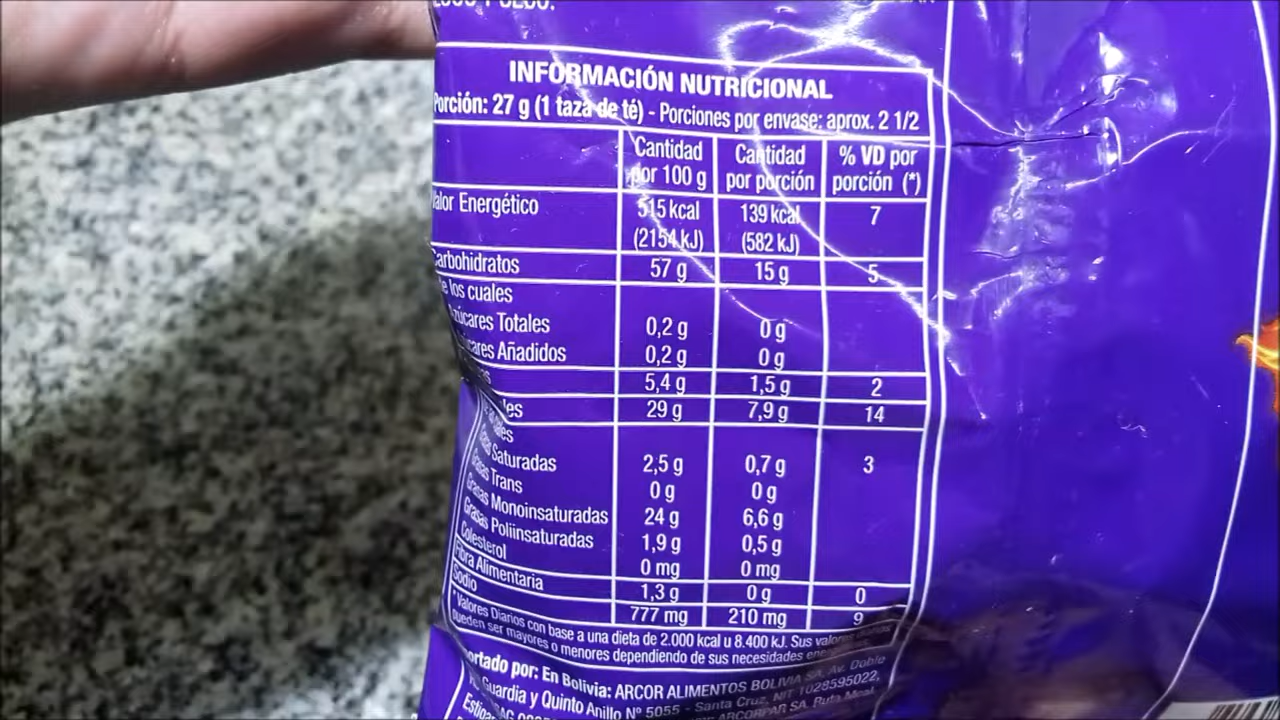 INFORMACIÓN NUTRICIONAL
Porción: 27 g (1 taza de té) - Porciones por envase: aprox. 2 1/2
Cantidad por 100 g Cantidad por porción % VD por porción (*)
Valor Energético 515 kcal (2154 kJ) 139 kcal (582 kJ) 7
Carbohidratos 57 g 15 g 5
de los cuales
Azúcares Totales 0,2 g 0 g
Azúcares Añadidos 0,2 g 0 g
5,4 g 1,5 g 2
29 g 7,9 g 14
Saturadas 2,5 g 0,7 g 3
Grasas Trans 0 g 0 g
Grasas Monoinsaturadas 24 g 6,6 g
Grasas Poliinsaturadas 1,9 g 0,5 g
Colesterol 0 mg 0 mg
Fibra Alimentaria 1,3 g 0 g 0
Sodio 777 mg 210 mg 9
*Valores Diarios con base a una dieta de 2.000 kcal u 8.400 kJ. Sus valores diarios
pueden ser mayores o menores dependiendo de sus necesidades
por: En Bolivia: ARCOR ALIMENTOS BOLIVIA SA, Av. Doble
Guardia y Quinto Anillo Nº 5055 - Santa Cruz, NIT 1028595022,
ARCORPAR SA. Ruta Mcal.